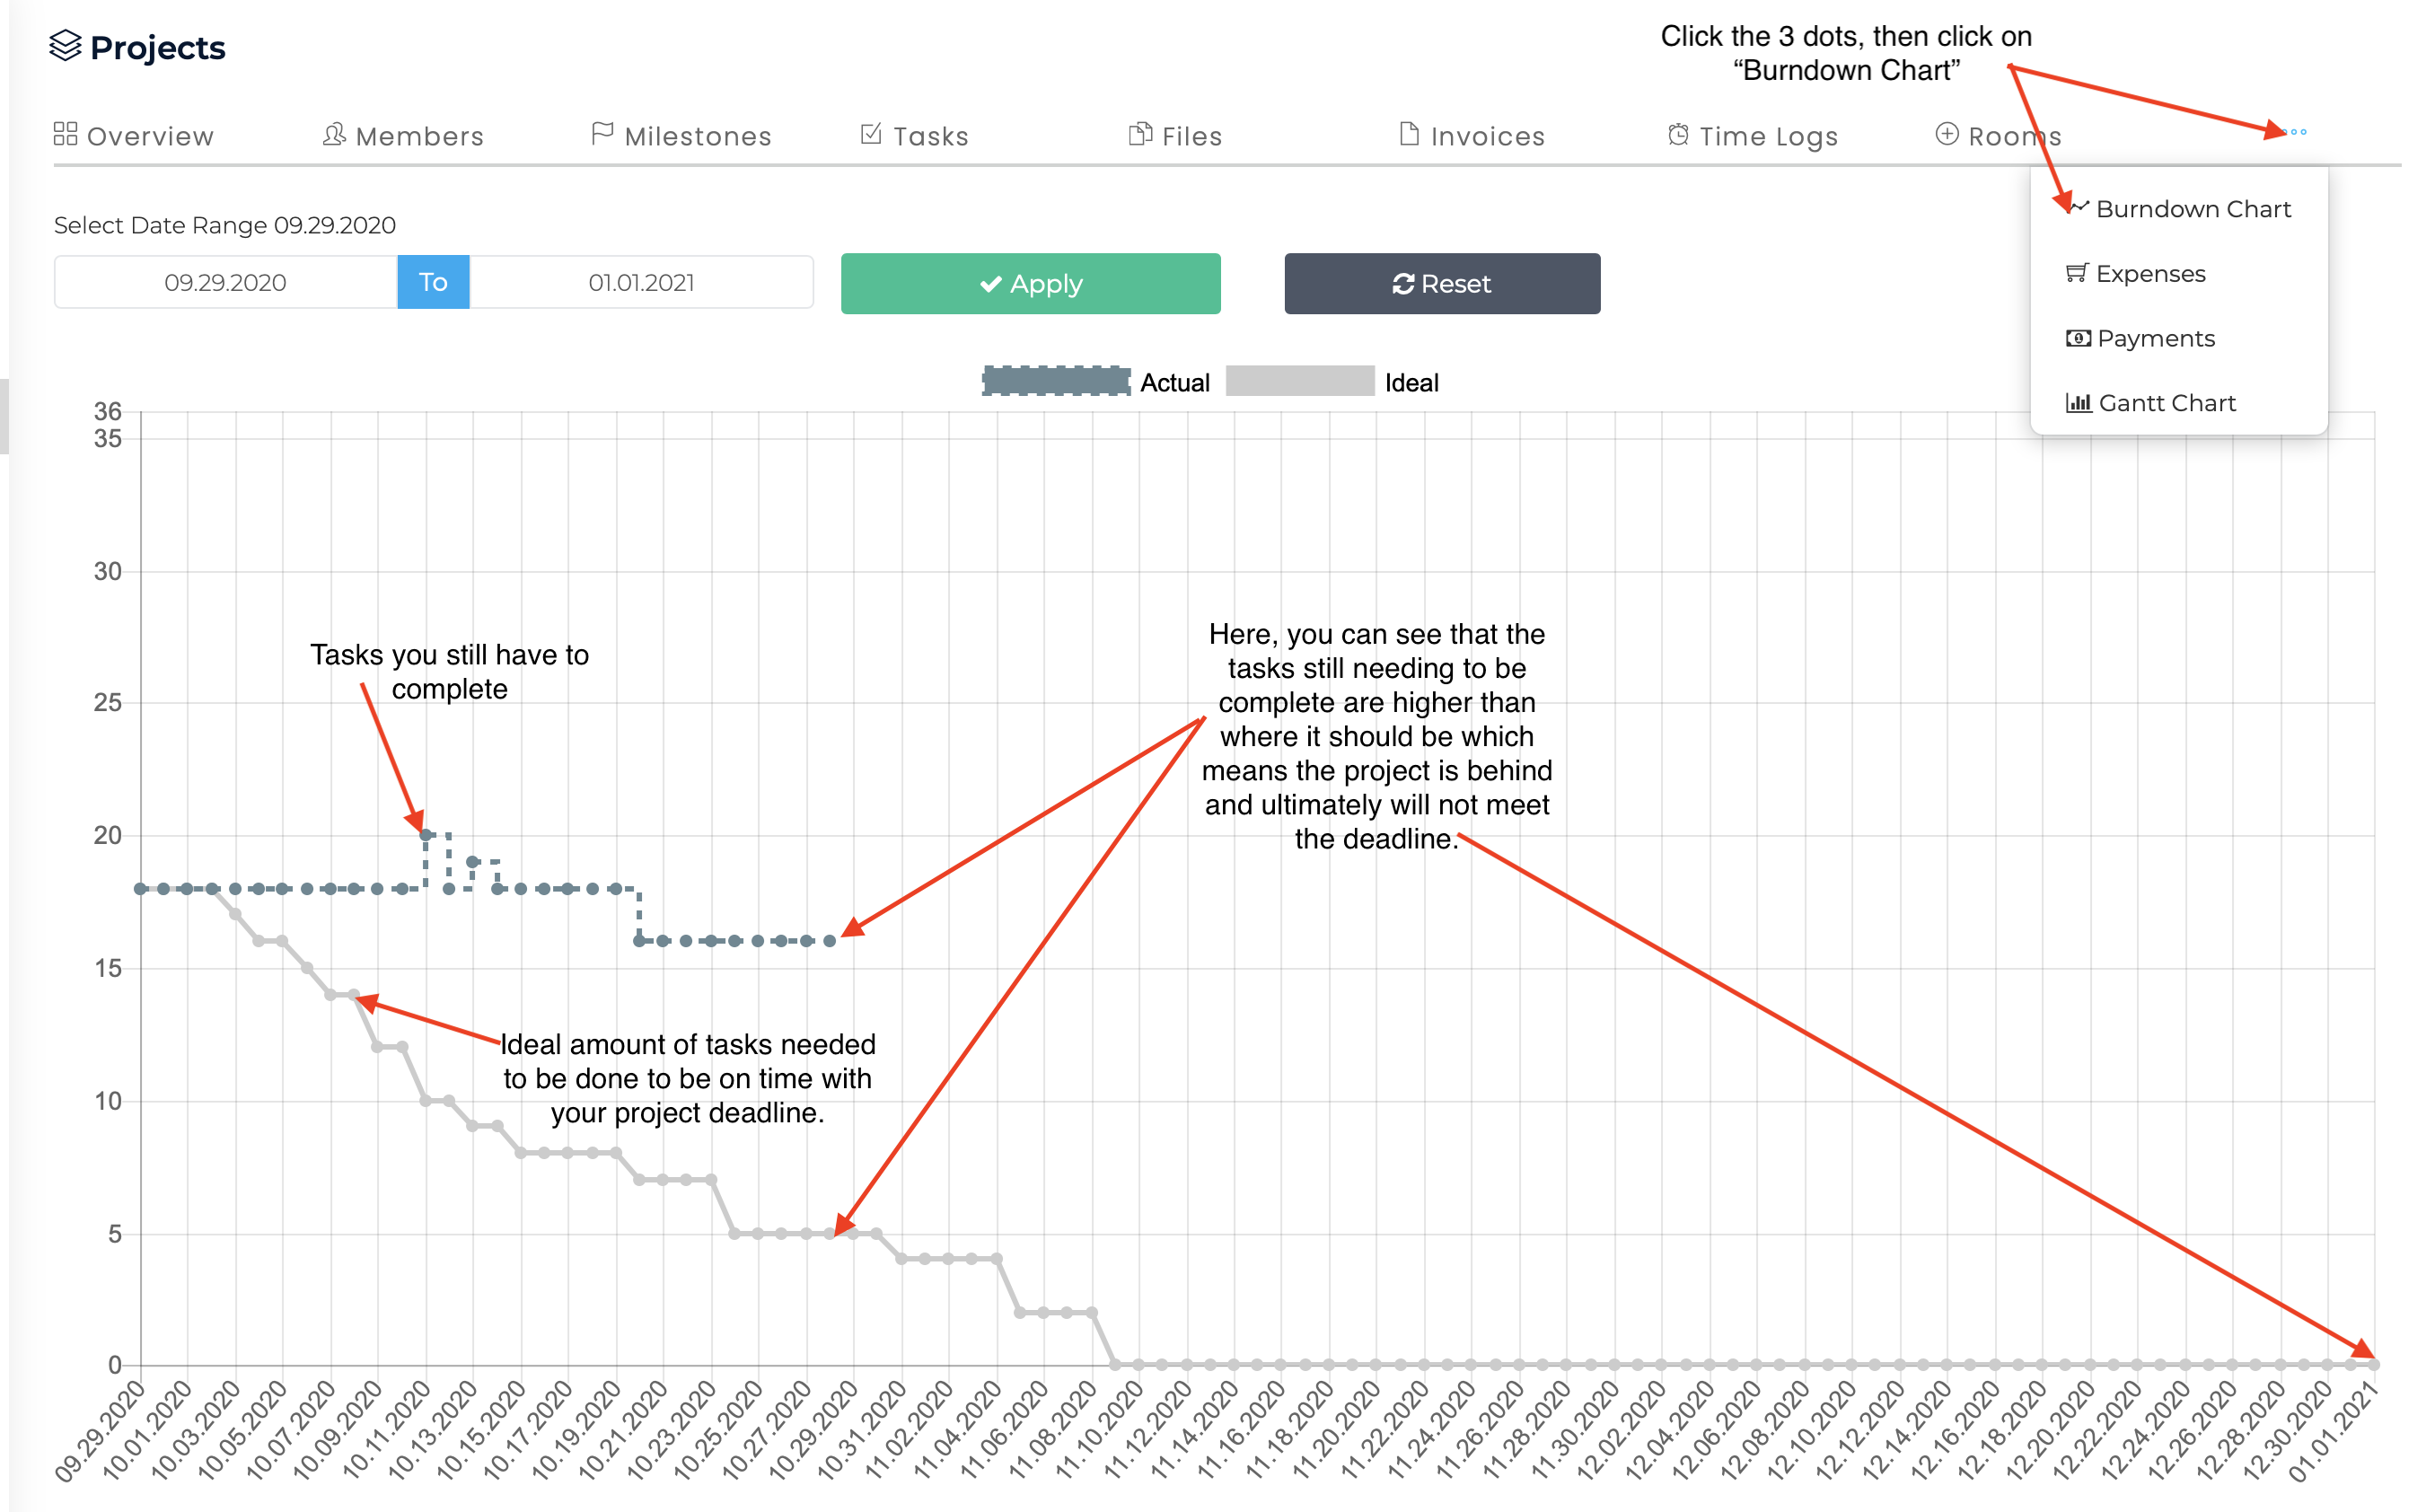 Projects
Click the 3 dots, then click on
“Burndown Chart”
Overview
Members
Milestones
Tasks
Files
Invoices
Time Logs
Rooms
Burndown Chart
Expenses
Payments
Gantt Chart
Select Date Range 09.29.2020
09.29.2020
To
01.01.2021
Apply
Reset
Actual
Ideal
36
35
30
25
20
15
10
5
0
Tasks you still have to
complete
Here, you can see that the
tasks still needing to be
complete are higher than
where it should be which
means the project is behind
and ultimately will not meet
the deadline.
Ideal amount of tasks needed
to be done to be on time with
your project deadline.
09.29.2020
10.01.2020
10.03.2020
10.05.2020
10.07.2020
10.09.2020
10.11.2020
10.13.2020
10.15.2020
10.17.2020
10.19.2020
10.21.2020
10.23.2020
10.25.2020
10.27.2020
10.29.2020
10.31.2020
11.02.2020
11.04.2020
11.06.2020
11.08.2020
11.10.2020
11.12.2020
11.14.2020
11.16.2020
11.18.2020
11.20.2020
11.22.2020
11.24.2020
11.26.2020
11.28.2020
11.30.2020
12.02.2020
12.04.2020
12.06.2020
12.08.2020
12.10.2020
12.12.2020
12.14.2020
12.16.2020
12.18.2020
12.20.2020
12.22.2020
12.24.2020
12.26.2020
12.28.2020
12.30.2020
01.01.2021